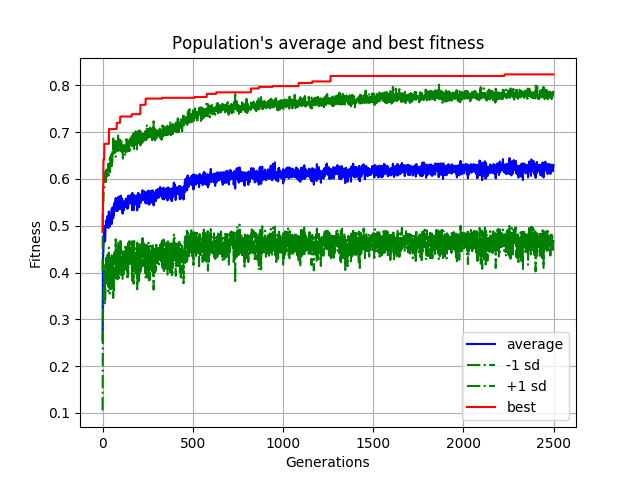 Population's average and best fitness
Fitness
0.8
0.7
0.6
0.5
0.4
0.3
0.2
0.1
0
500
1000
1500
2000
2500
Generations
average
-1 sd
+1 sd
best